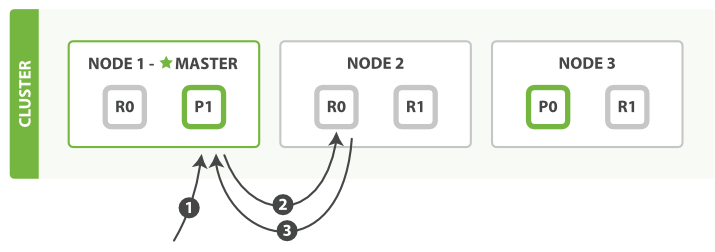 CLUSTER
NODE 1 - ★ MASTER
R0
P1
NODE 2
R0
R1
NODE 3
P0
R1
1
2
3